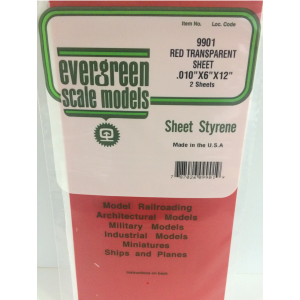 Item No. Loc. Code
9901
RED TRANSPARENT
SHEET
.010"X6"X12"
2 Sheets
evergreen
scale models
Sheet Styrene
Made in the U.S.A
Model Railroading
Architectural Models
Military Models
Industrial Models
Miniatures
Ships and Planes